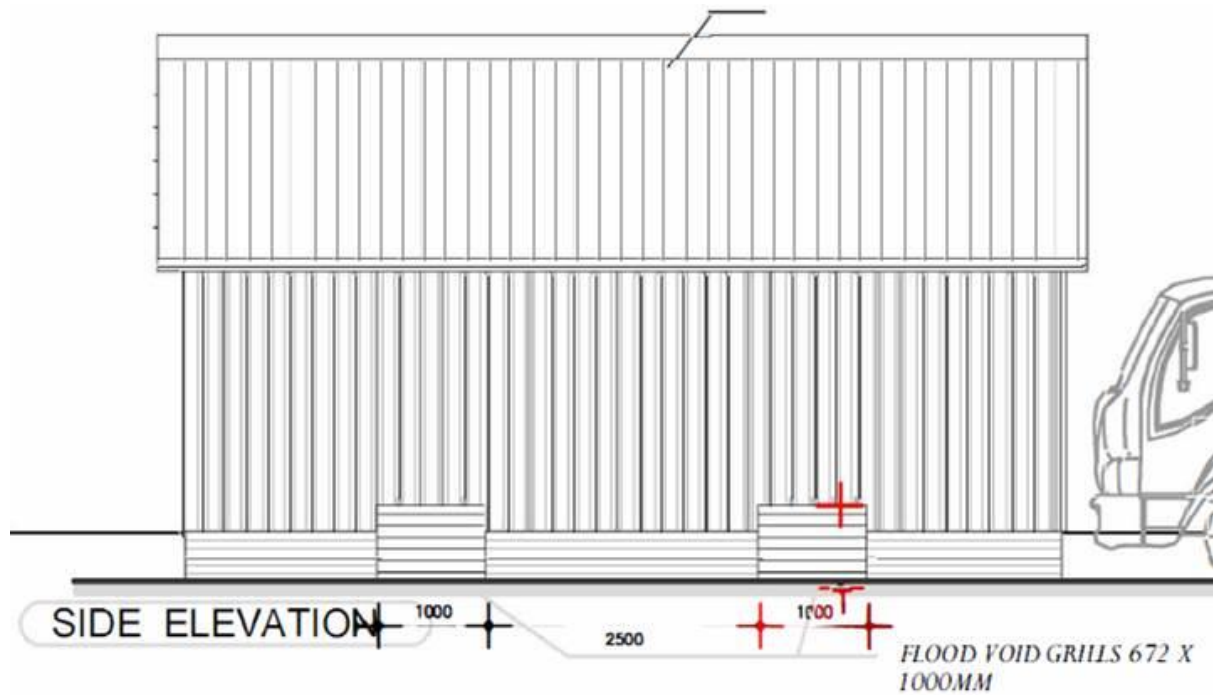 SIDE ELEVATION
1000
2500
1000
FLOOD VOID GRILLS 672 X
1000MM